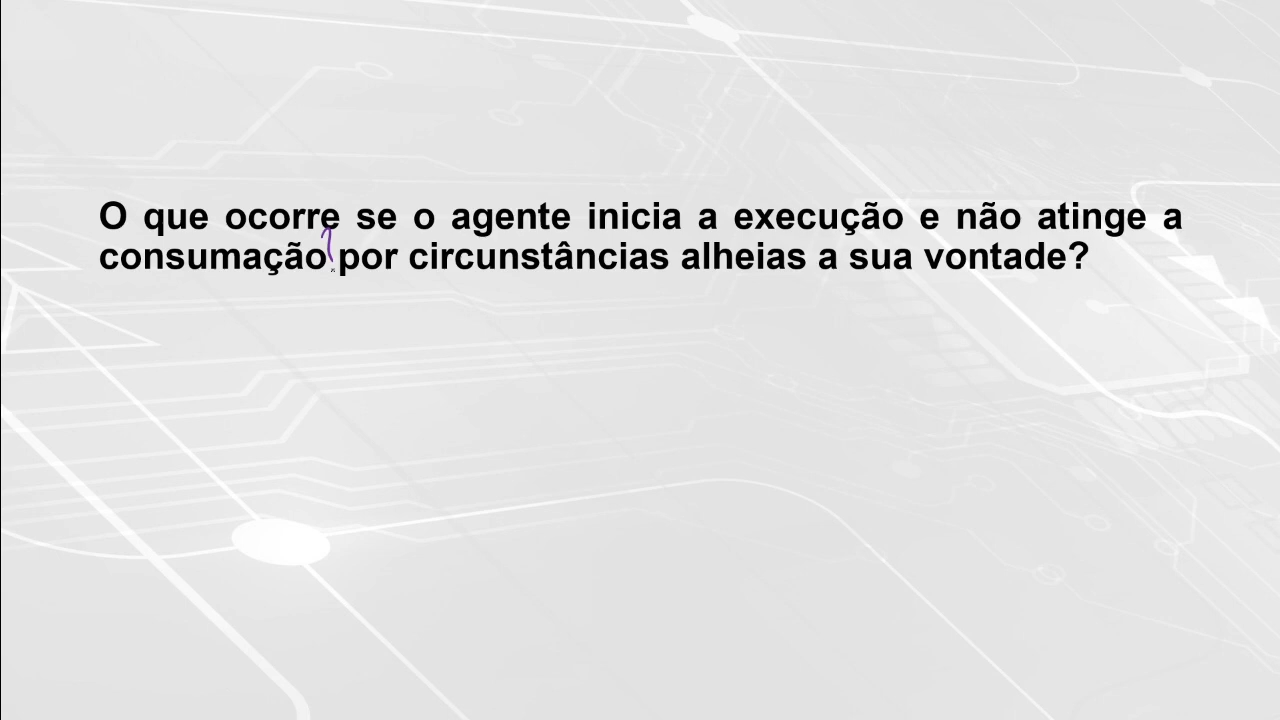 O que ocorre se o agente inicia a execução e não atinge a
consumação por circunstâncias alheias a sua vontade?